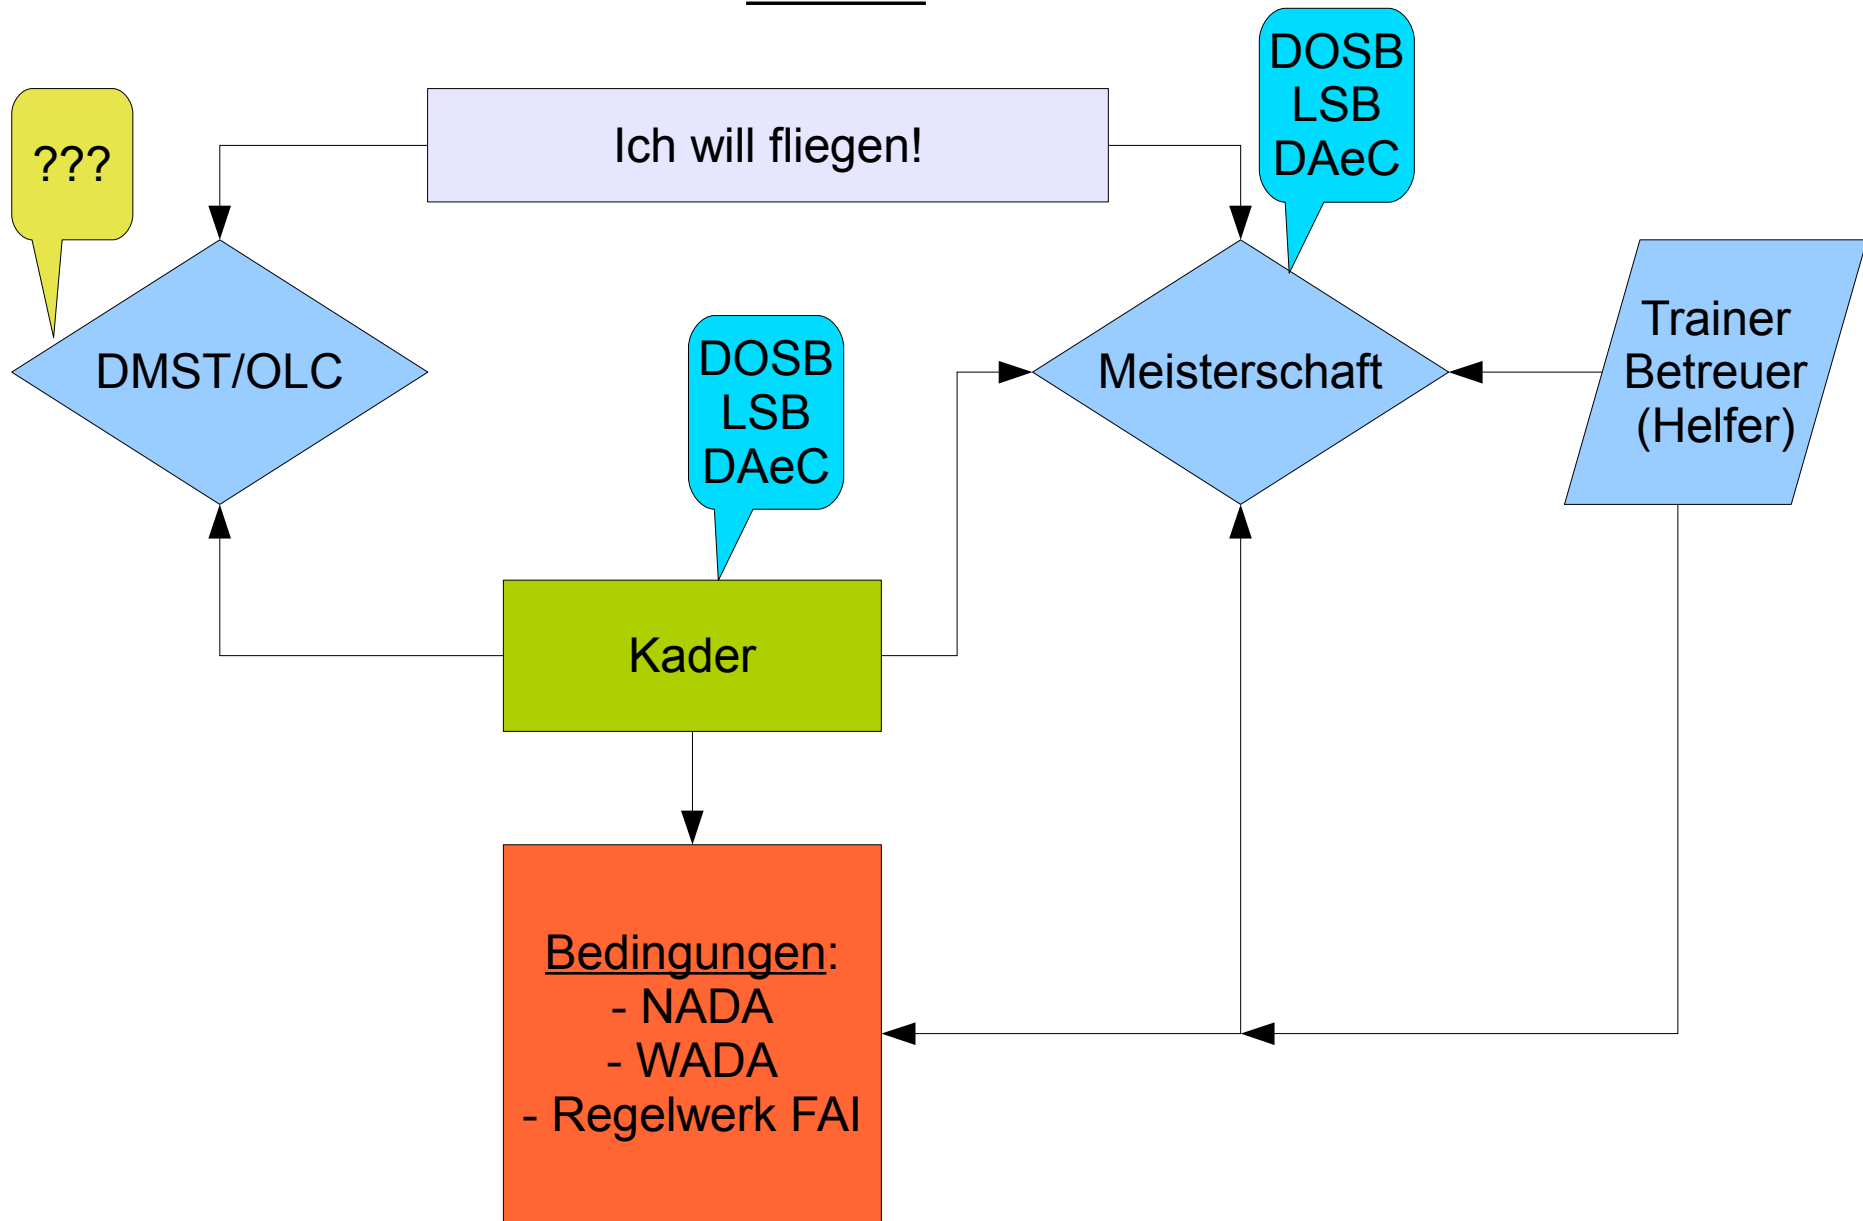 DOSB
LSB
DAeC
Ich will fliegen!
???
DMST/OLC
DOSB
LSB
DAeC
Meisterschaft
Trainer
Betreuer
(Helfer)
Kader
Bedingungen:
- NADA
- WADA
- Regelwerk FAI